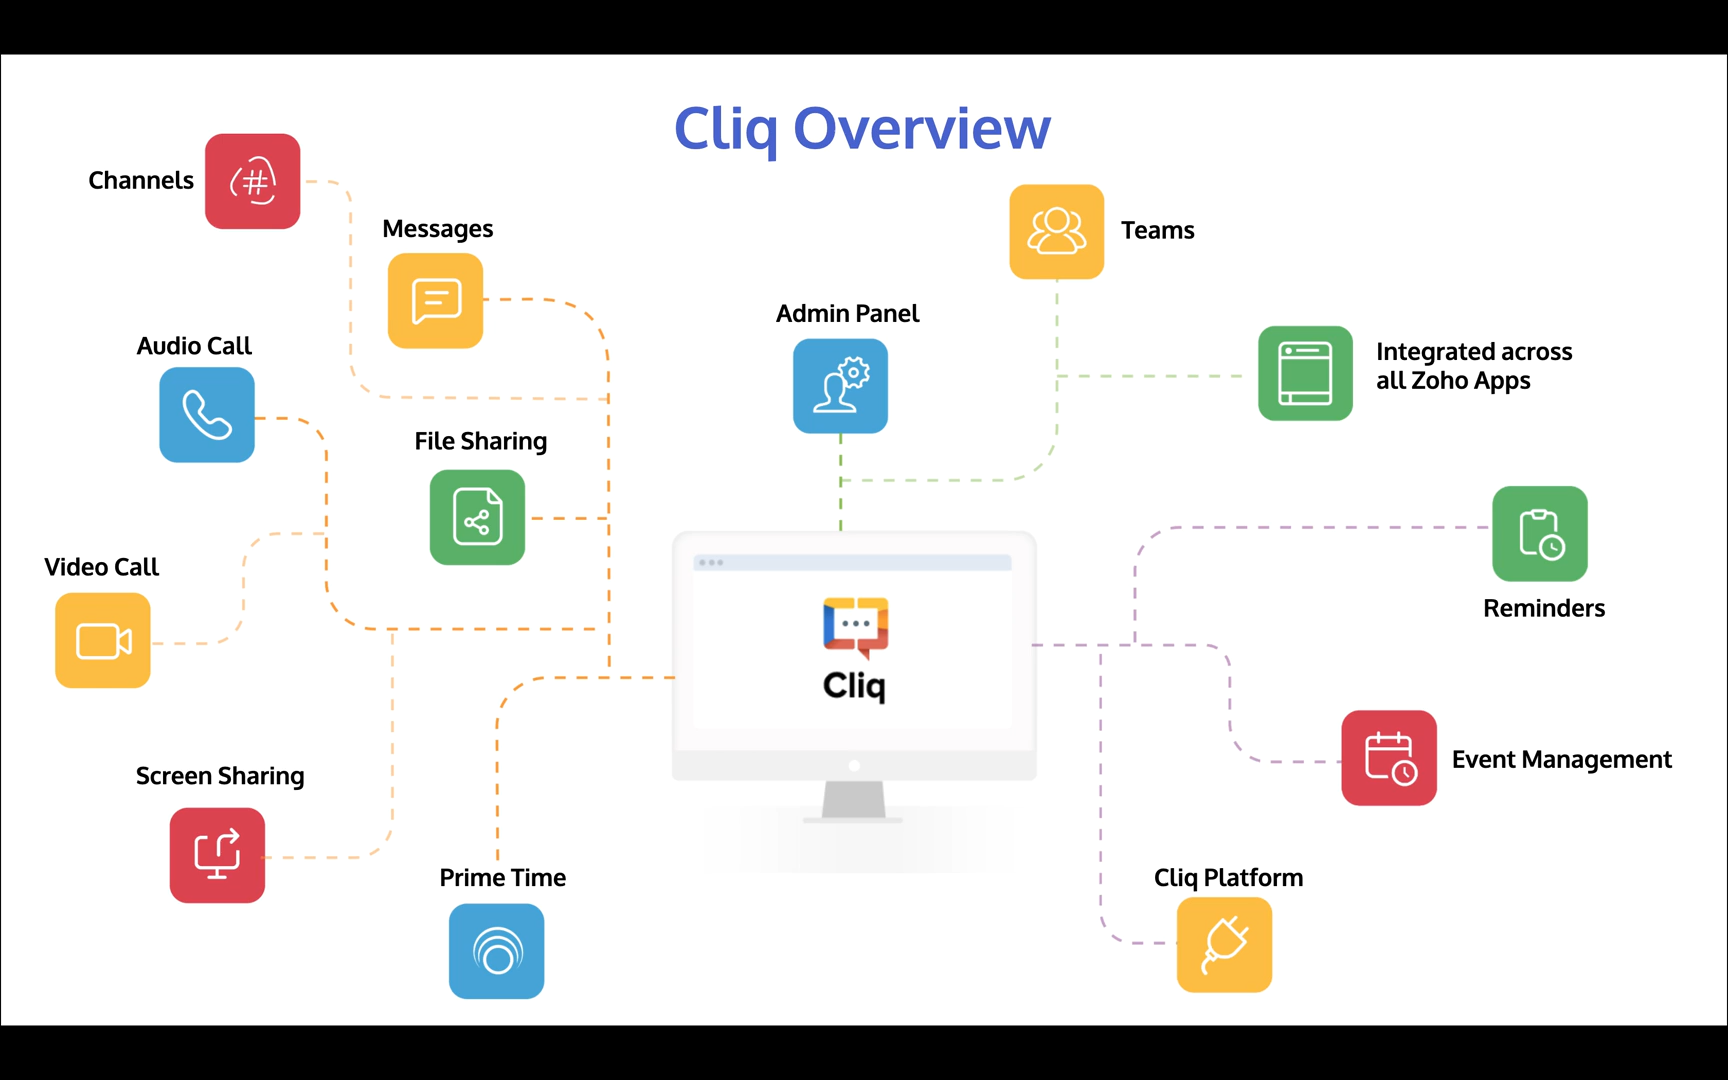 Cliq Overview
Channels
Messages
Teams
Admin Panel
Audio Call
Integrated across
all Zoho Apps
File Sharing
Video Call
Reminders
Cliq
Screen Sharing
Event Management
Prime Time
Cliq Platform